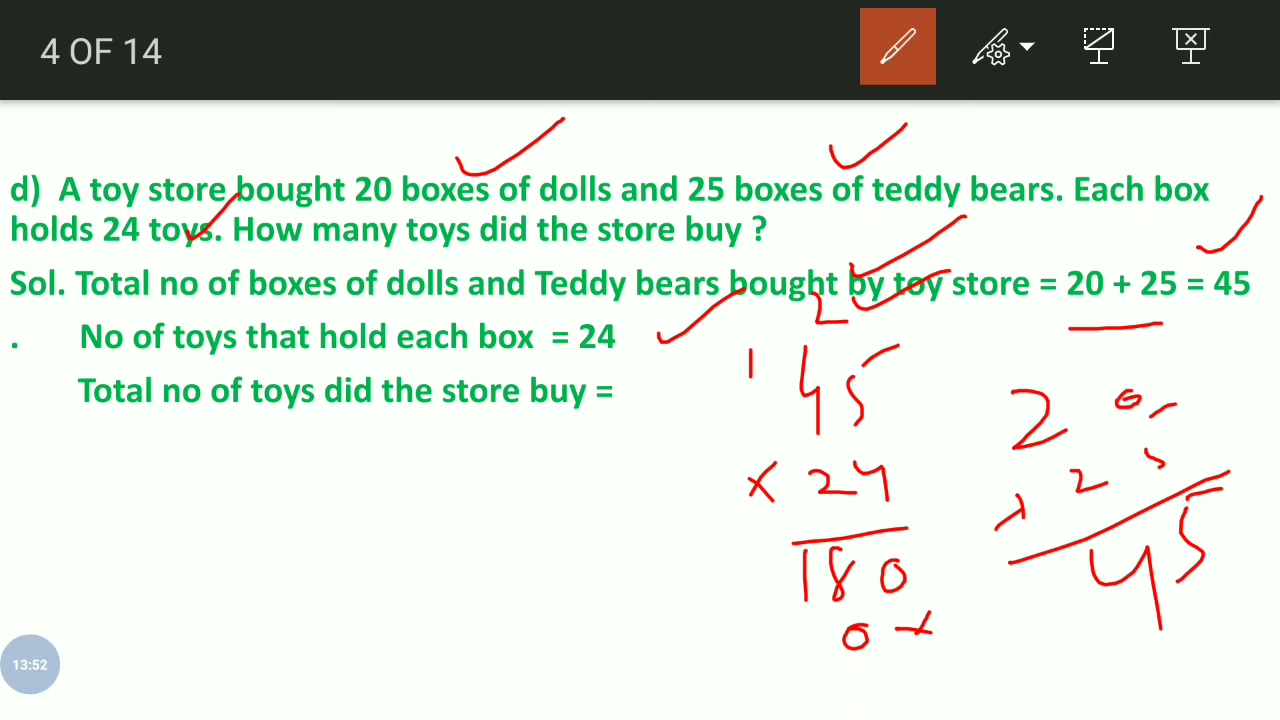 4 OF 14
d) A toy store bought 20 boxes of dolls and 25 boxes of teddy bears. Each box
holds 24 toys. How many toys did the store buy ?
Sol. Total no of boxes of dolls and Teddy bears bought by toy store = 20 + 25 = 45
. No of toys that hold each box = 24
Total no of toys did the store buy =
2
1
45
× 24
180
0 ×
20
25
45
13:52